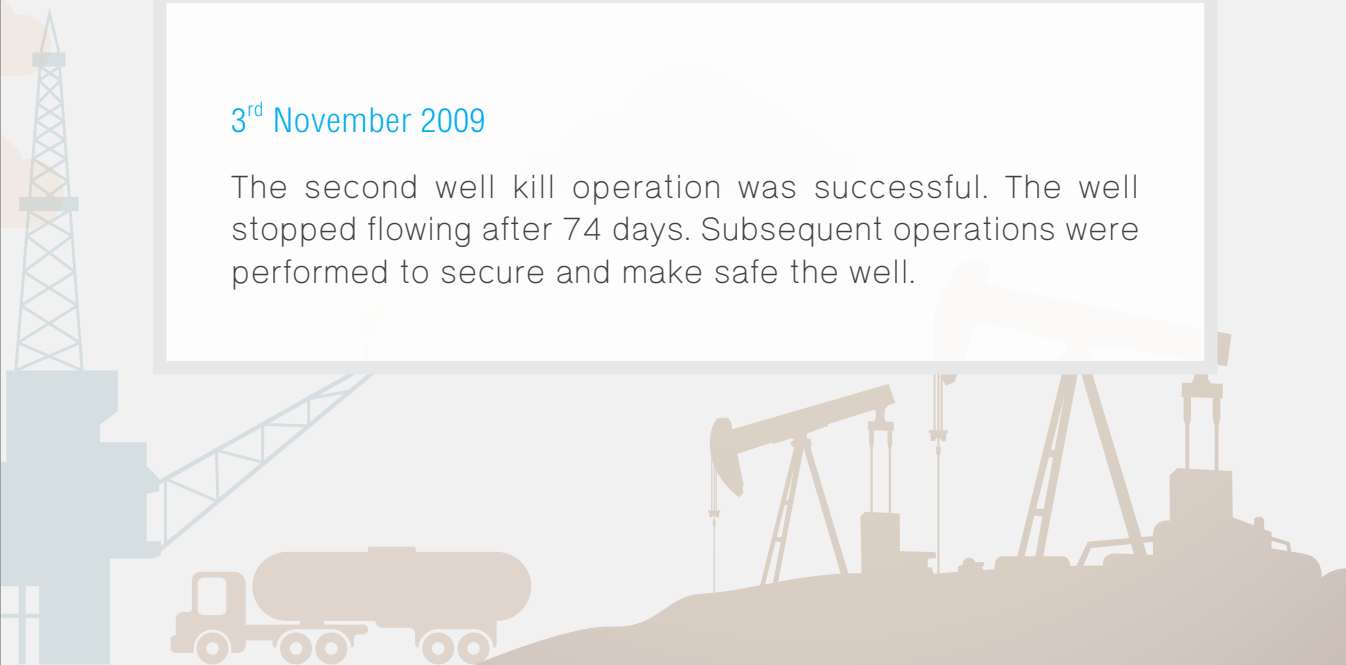 3rd November 2009
The second well kill operation was successful. The well
stopped flowing after 74 days. Subsequent operations were
performed to secure and make safe the well.